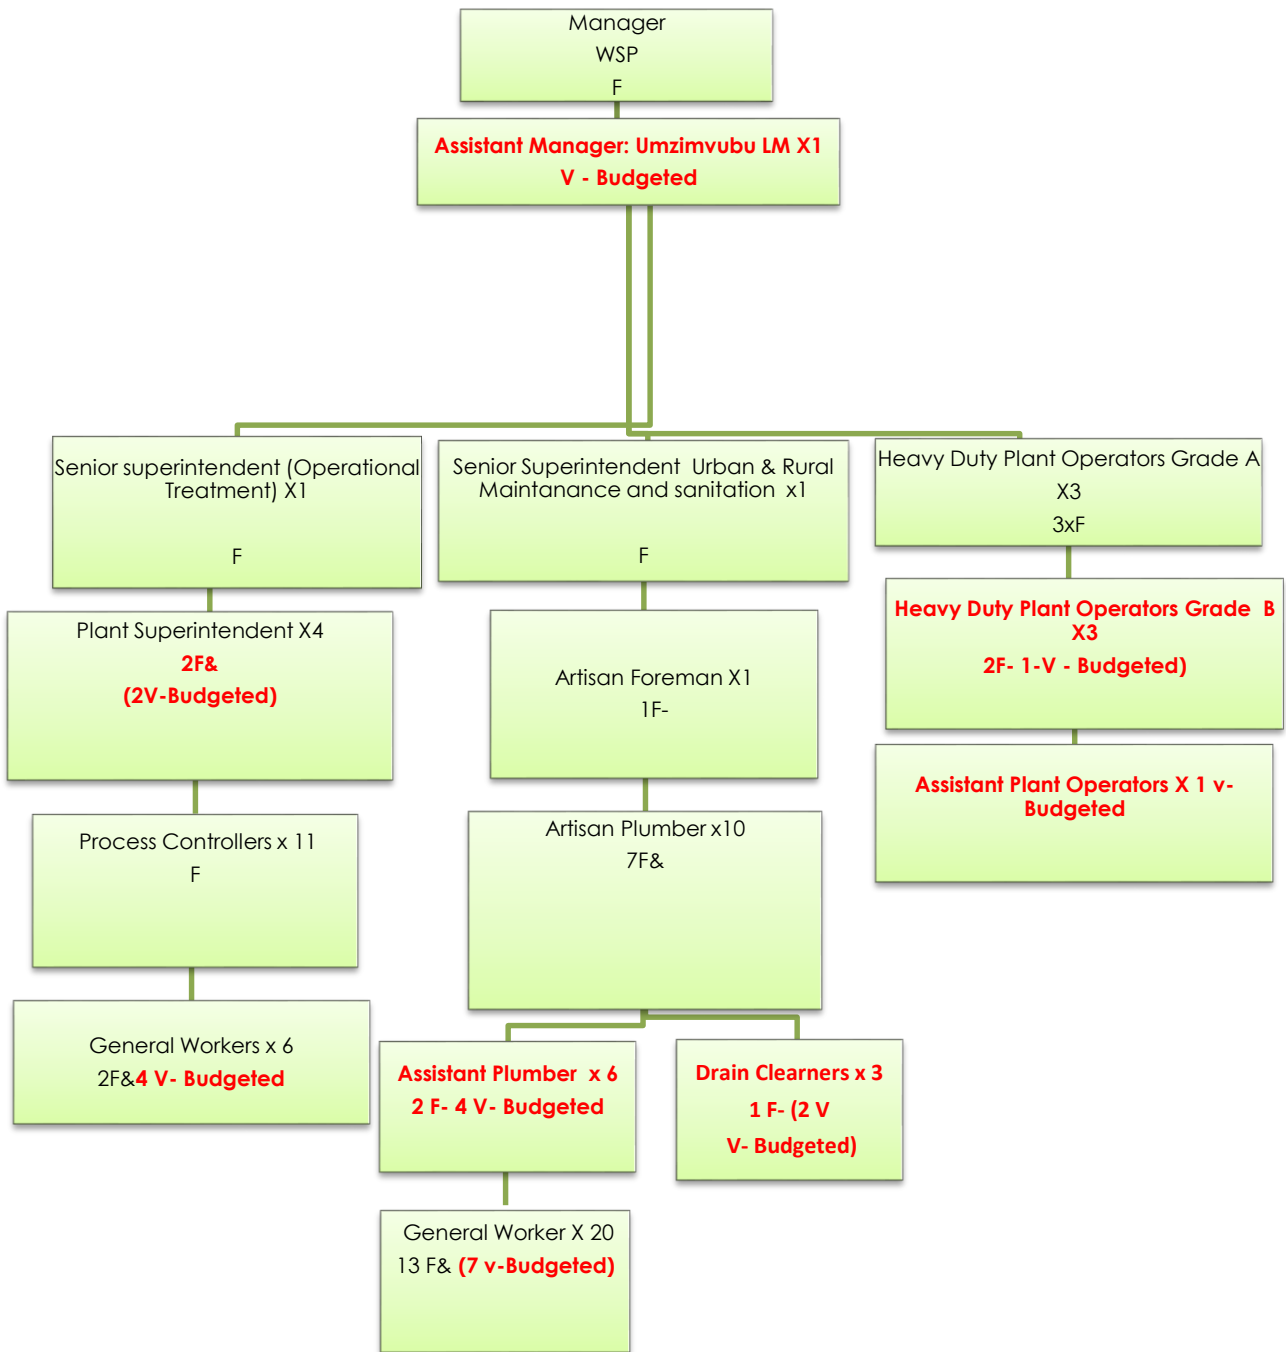 Manager
WSP
F
Assistant Manager: Umzimvubu LM X1
V - Budgeted
Senior superintendent (Operational
Treatment) X1
F
Senior Superintendent Urban & Rural
Maintanance and sanitation x1
F
Heavy Duty Plant Operators Grade A
X3
3xF
Plant Superintendent X4
2F&
(2V-Budgeted)
Artisan Foreman X1
1F-
Heavy Duty Plant Operators Grade B
X3
2F- 1-V - Budgeted)
Assistant Plant Operators X 1 v-
Budgeted
Process Controllers x 11
F
Artisan Plumber x10
7F&
General Workers x 6
2F&4 V- Budgeted
Assistant Plumber x 6
2 F- 4 V- Budgeted
Drain Clearners x 3
1 F- (2 V
V- Budgeted)
General Worker X 20
13 F& (7 v-Budgeted)